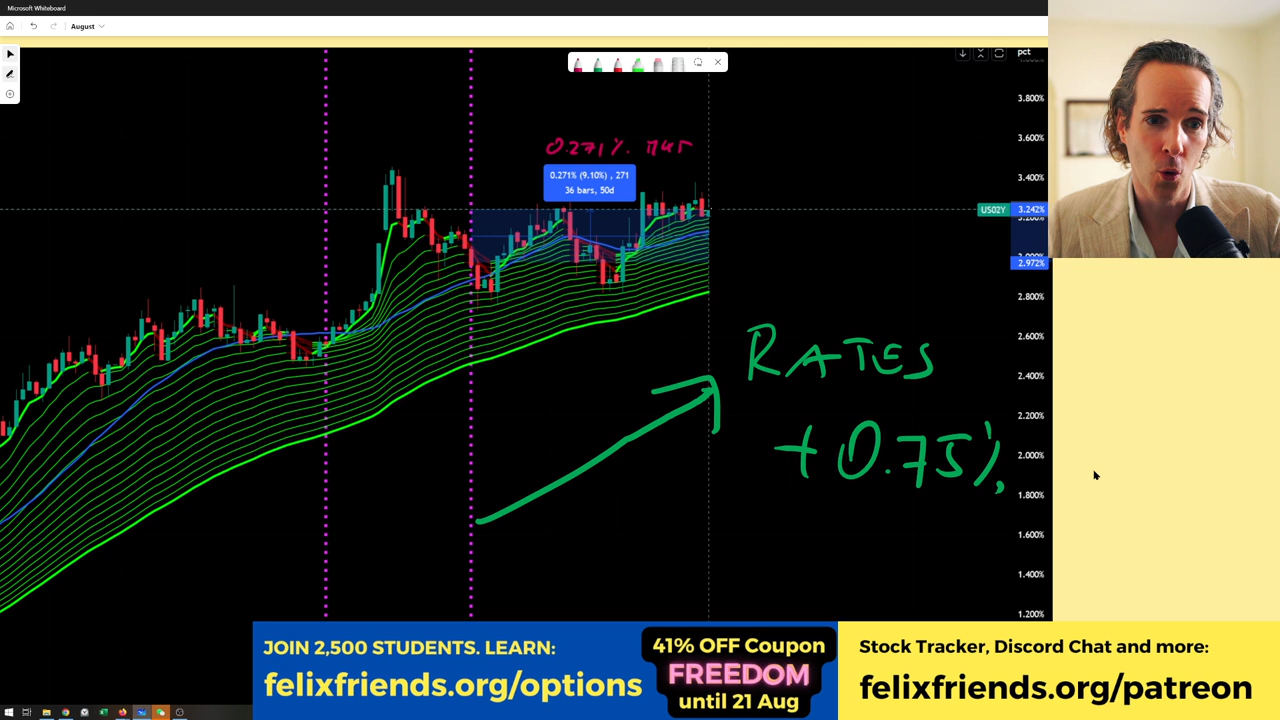 Microsoft Whiteboard
August
pct
3.800%
3.600%
0.271%
0.271% (9.10%) , 271
36 bars, 50d
3.400%
US02Y 3.242%
3.200%
2.972%
2.800%
2.600%
RATES
2.400%
2.200%
+0.75%
2.000%
1.800%
1.600%
1.400%
1.200%
JOIN 2,500 STUDENTS. LEARN:
felixfriends.org/options
41% OFF Coupon
FREEDOM
until 21 Aug
Stock Tracker, Discord Chat and more:
felixfriends.org/patreon